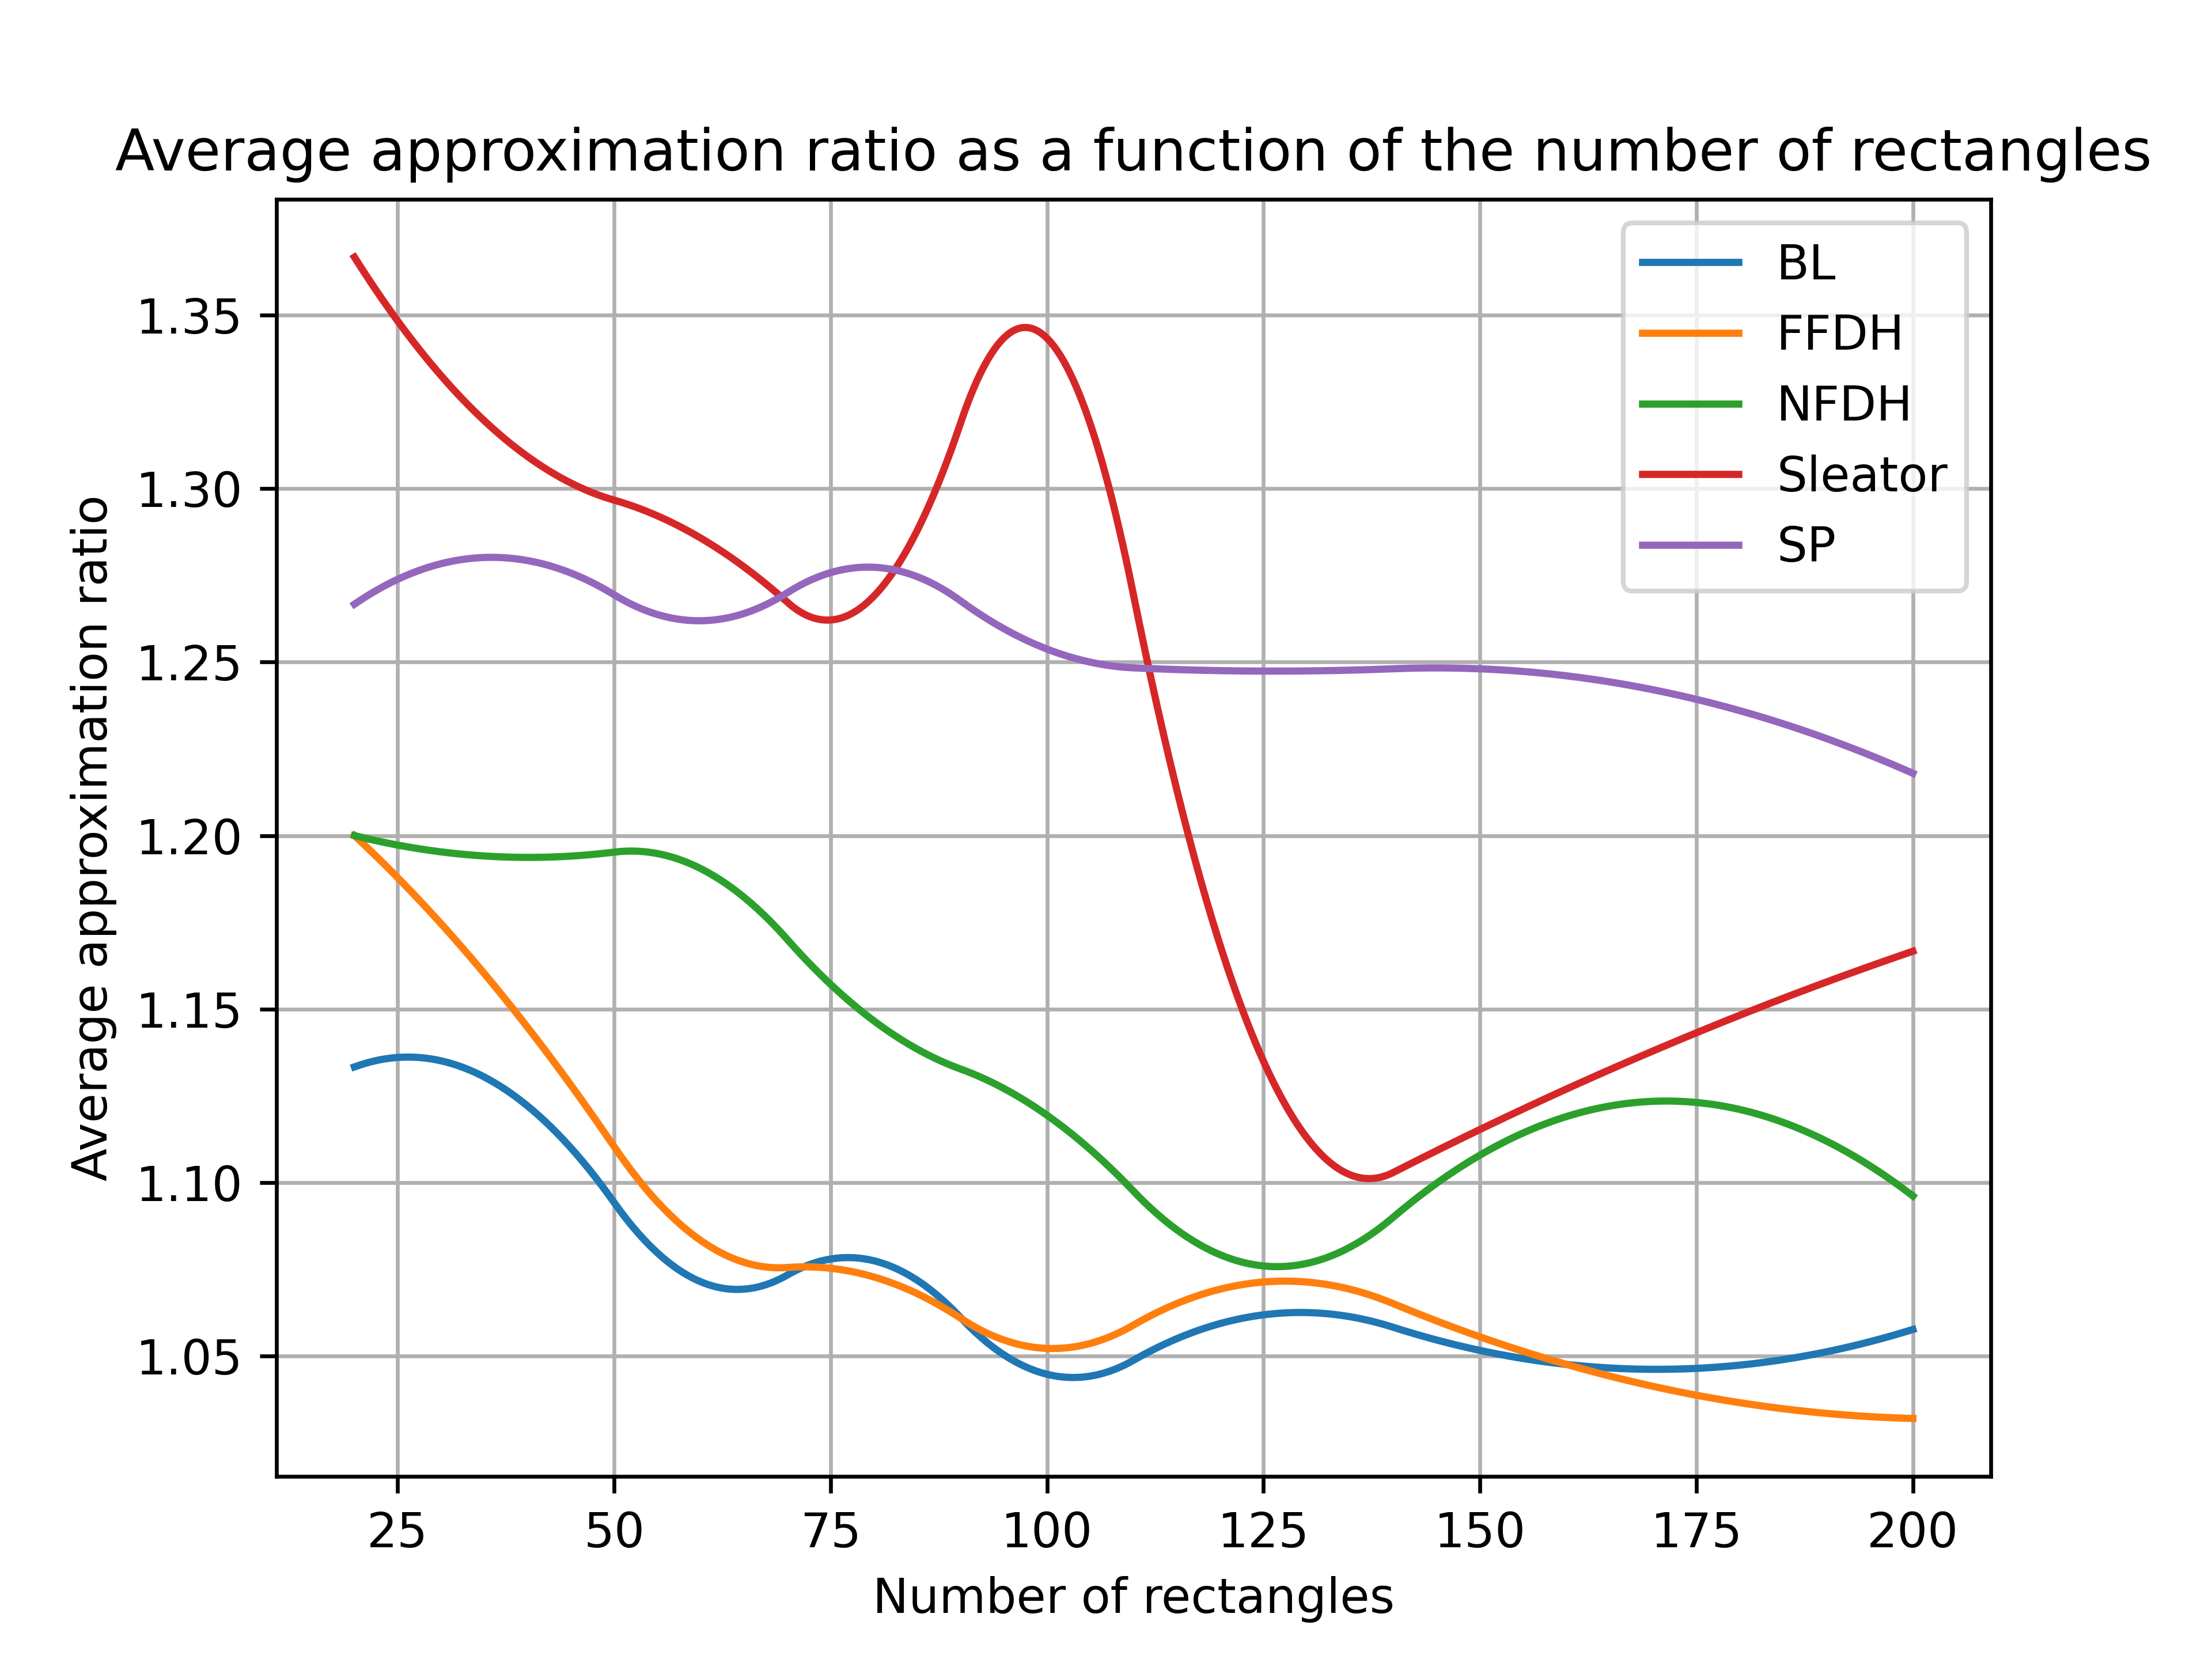 Average approximation ratio as a function of the number of rectangles
BL
FFDH
NFDH
Sleator
SP
Average approximation ratio
1.35
1.30
1.25
1.20
1.15
1.10
1.05
25 50 75 100 125 150 175 200
Number of rectangles